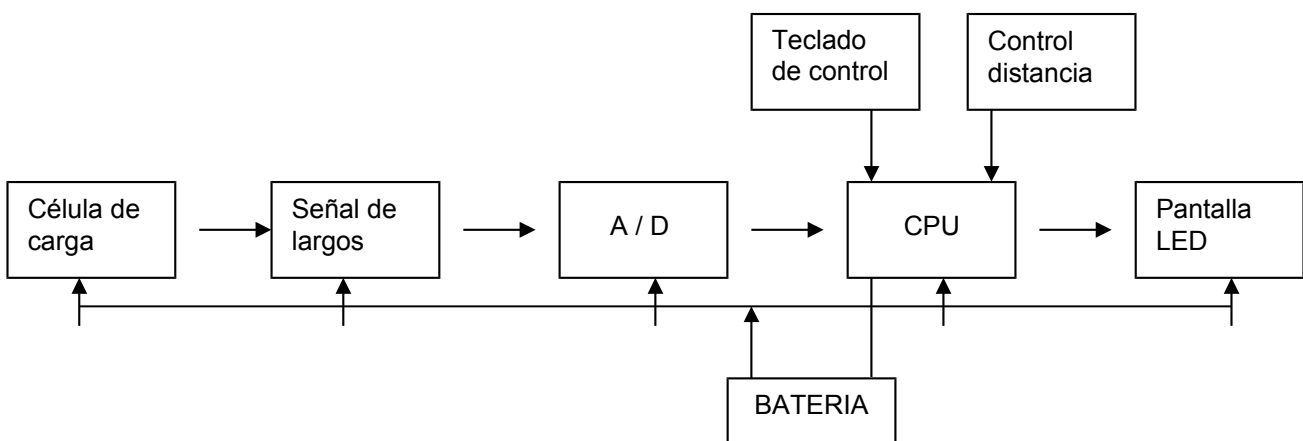 Teclado
de control
Control
distancia
Célula de
carga
Señal de
largos
A / D
CPU
Pantalla
LED
BATERIA